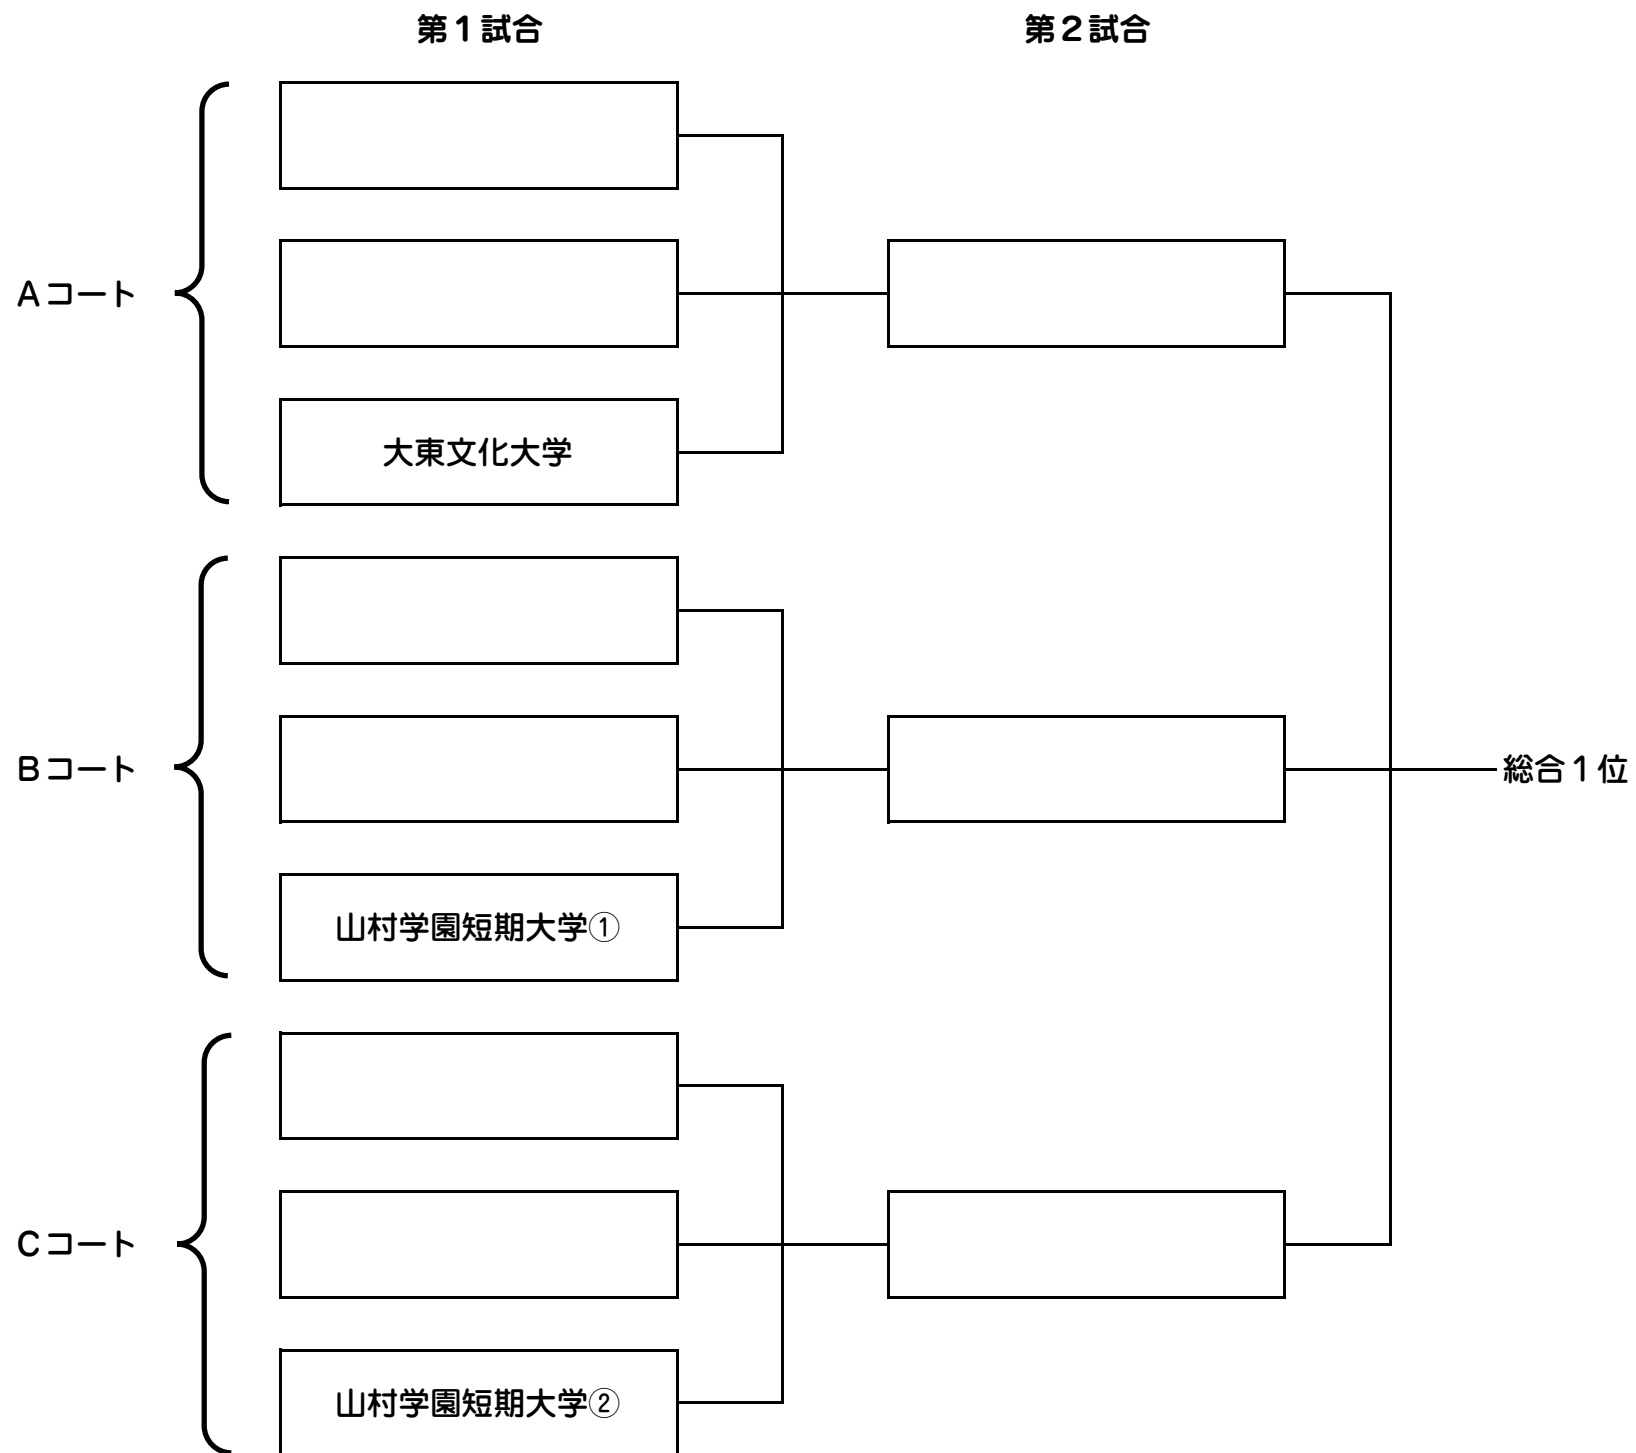 第１試合
第２試合
Ａコート
大東文化大学
Ｂコート
総合１位
山村学園短期大学①
Ｃコート
山村学園短期大学②